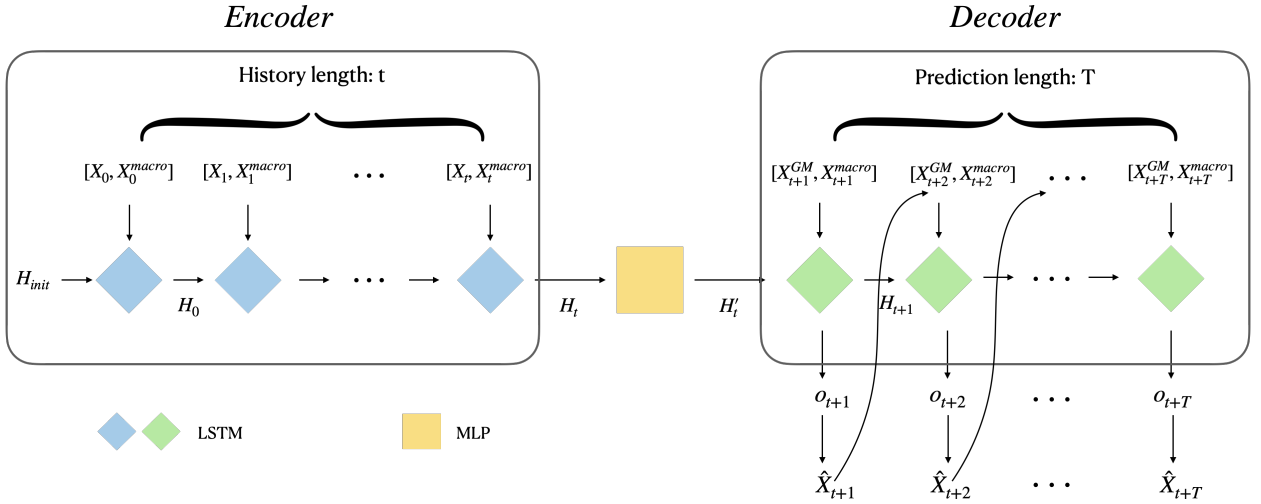 Encoder
Decoder
History length: t
Prediction length: T
[X_0, X_0^{macro}] [X_1, X_1^{macro}] ... [X_t, X_t^{macro}]
[X_{t+1}^{GM}, X_{t+1}^{macro}] [X_{t+2}^{GM}, X_{t+2}^{macro}] ... [X_{t+T}^{GM}, X_{t+T}^{macro}]
H_{init}
...
...
H_0
H_t
H'_t
H_{t+1}
o_{t+1} o_{t+2} ... o_{t+T}
LSTM
MLP
\hat{X}_{t+1} \hat{X}_{t+2} ... \hat{X}_{t+T}